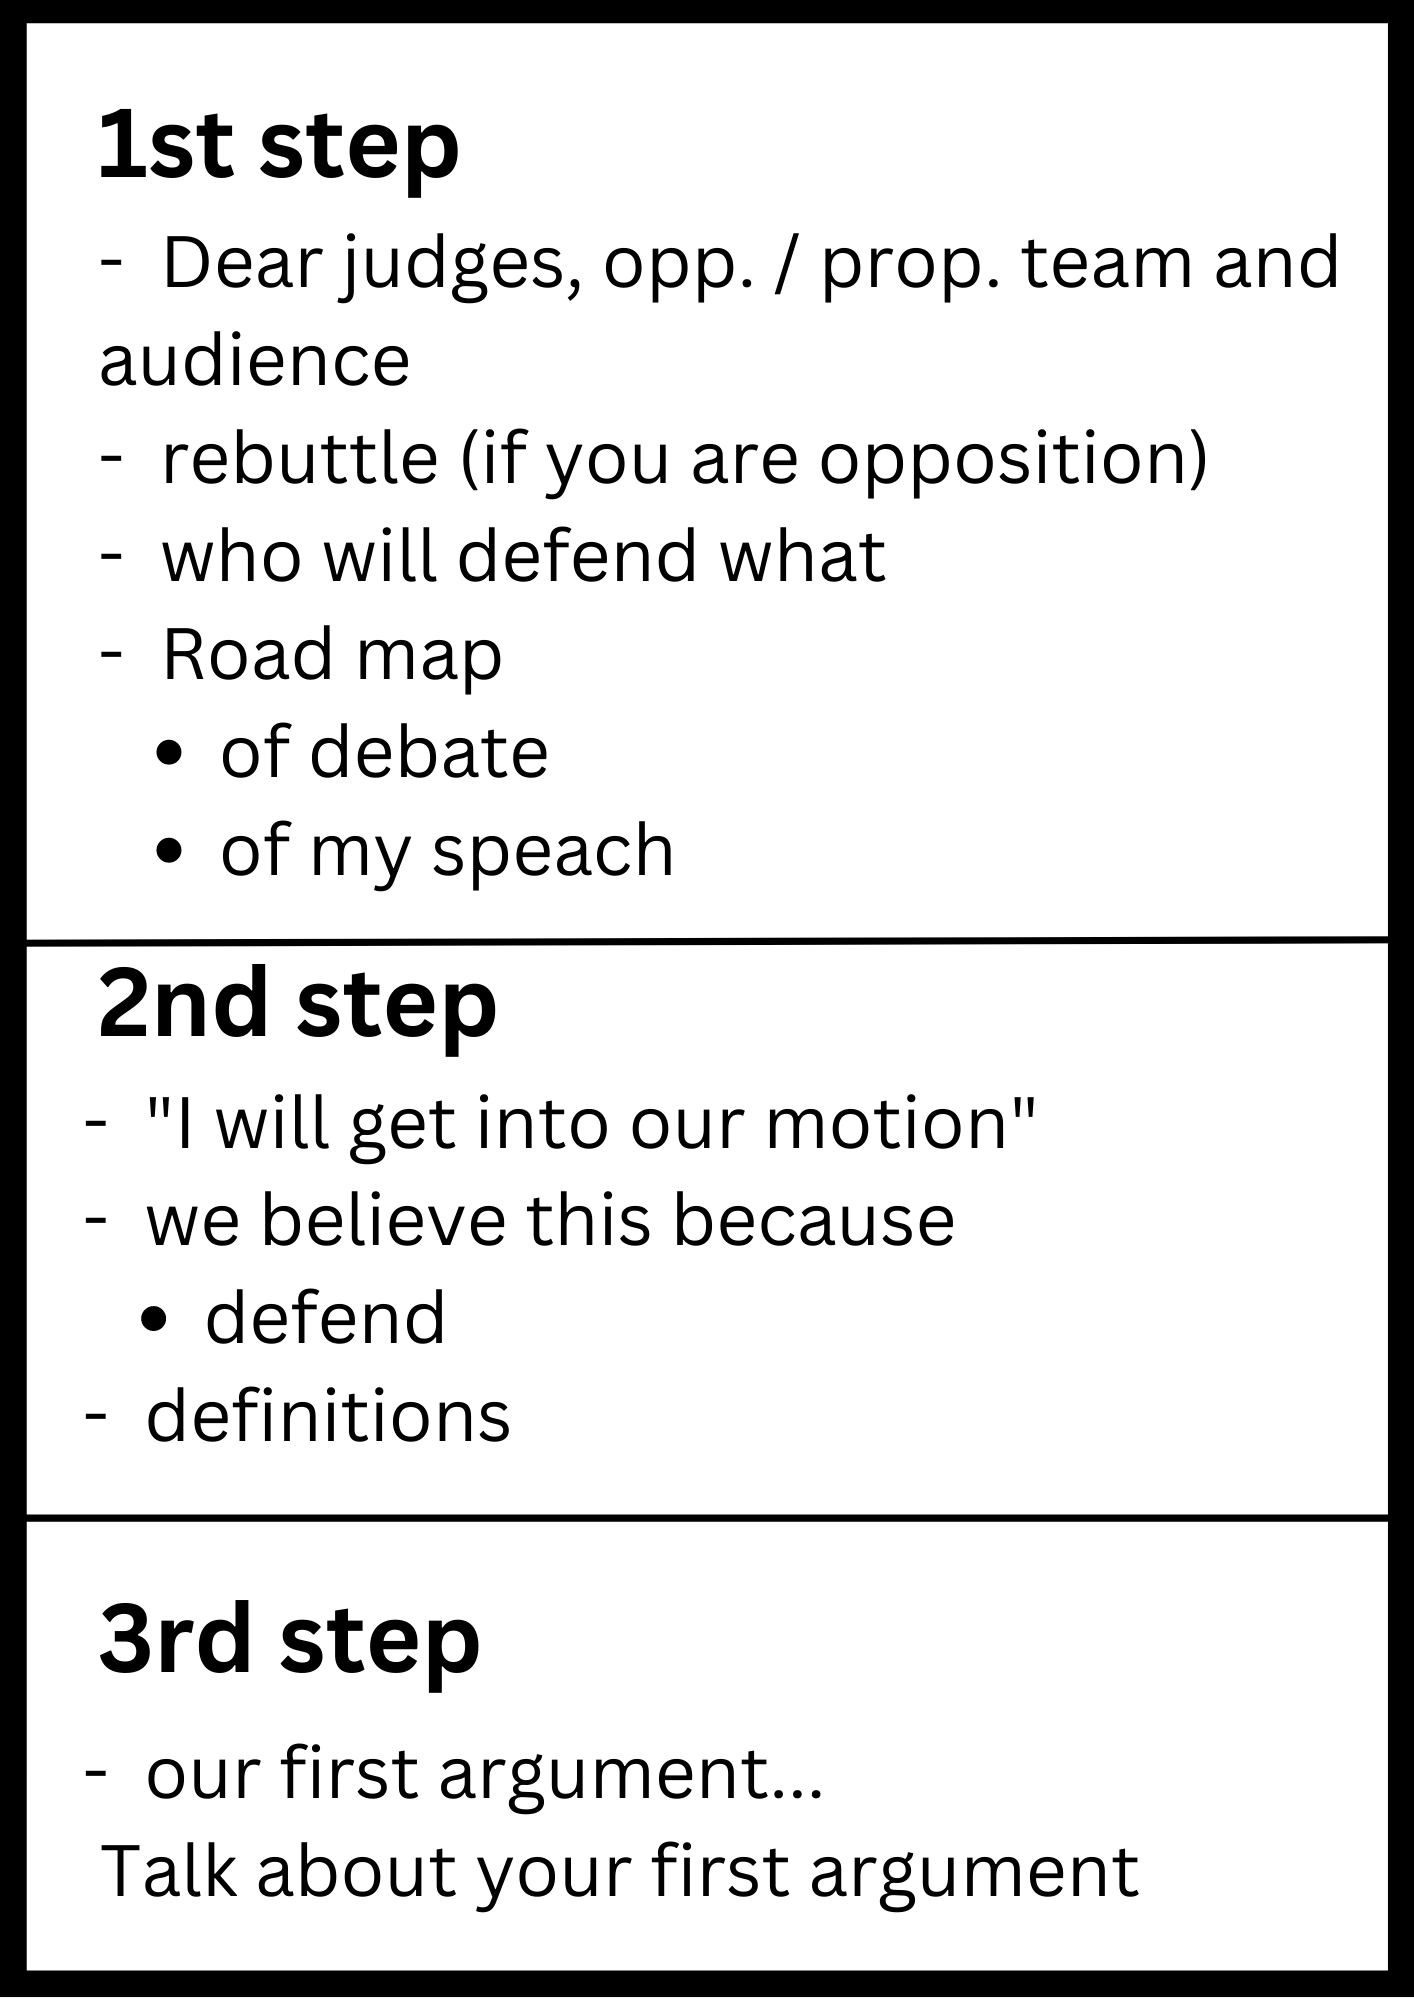 1st step
- Dear judges, opp. / prop. team and
audience
- rebuttle (if you are opposition)
- who will defend what
- Road map
• of debate
• of my speach
2nd step
- "I will get into our motion"
- we believe this because
• defend
- definitions
3rd step
- our first argument...
Talk about your first argument